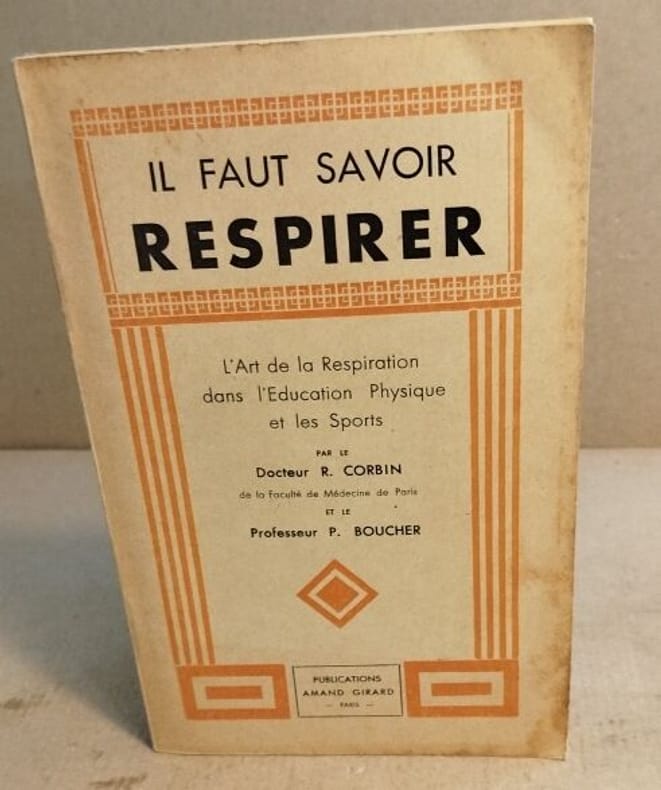 IL FAUT SAVOIR
RESPIRER
L'Art de la Respiration
dans l'Education Physique
et les Sports
PAR LE
Docteur R. CORBIN
de la Faculté de Médecine de Paris
ET LE
Professeur P. BOUCHER
PUBLICATIONS
AMAND GIRARD
— PARIS —